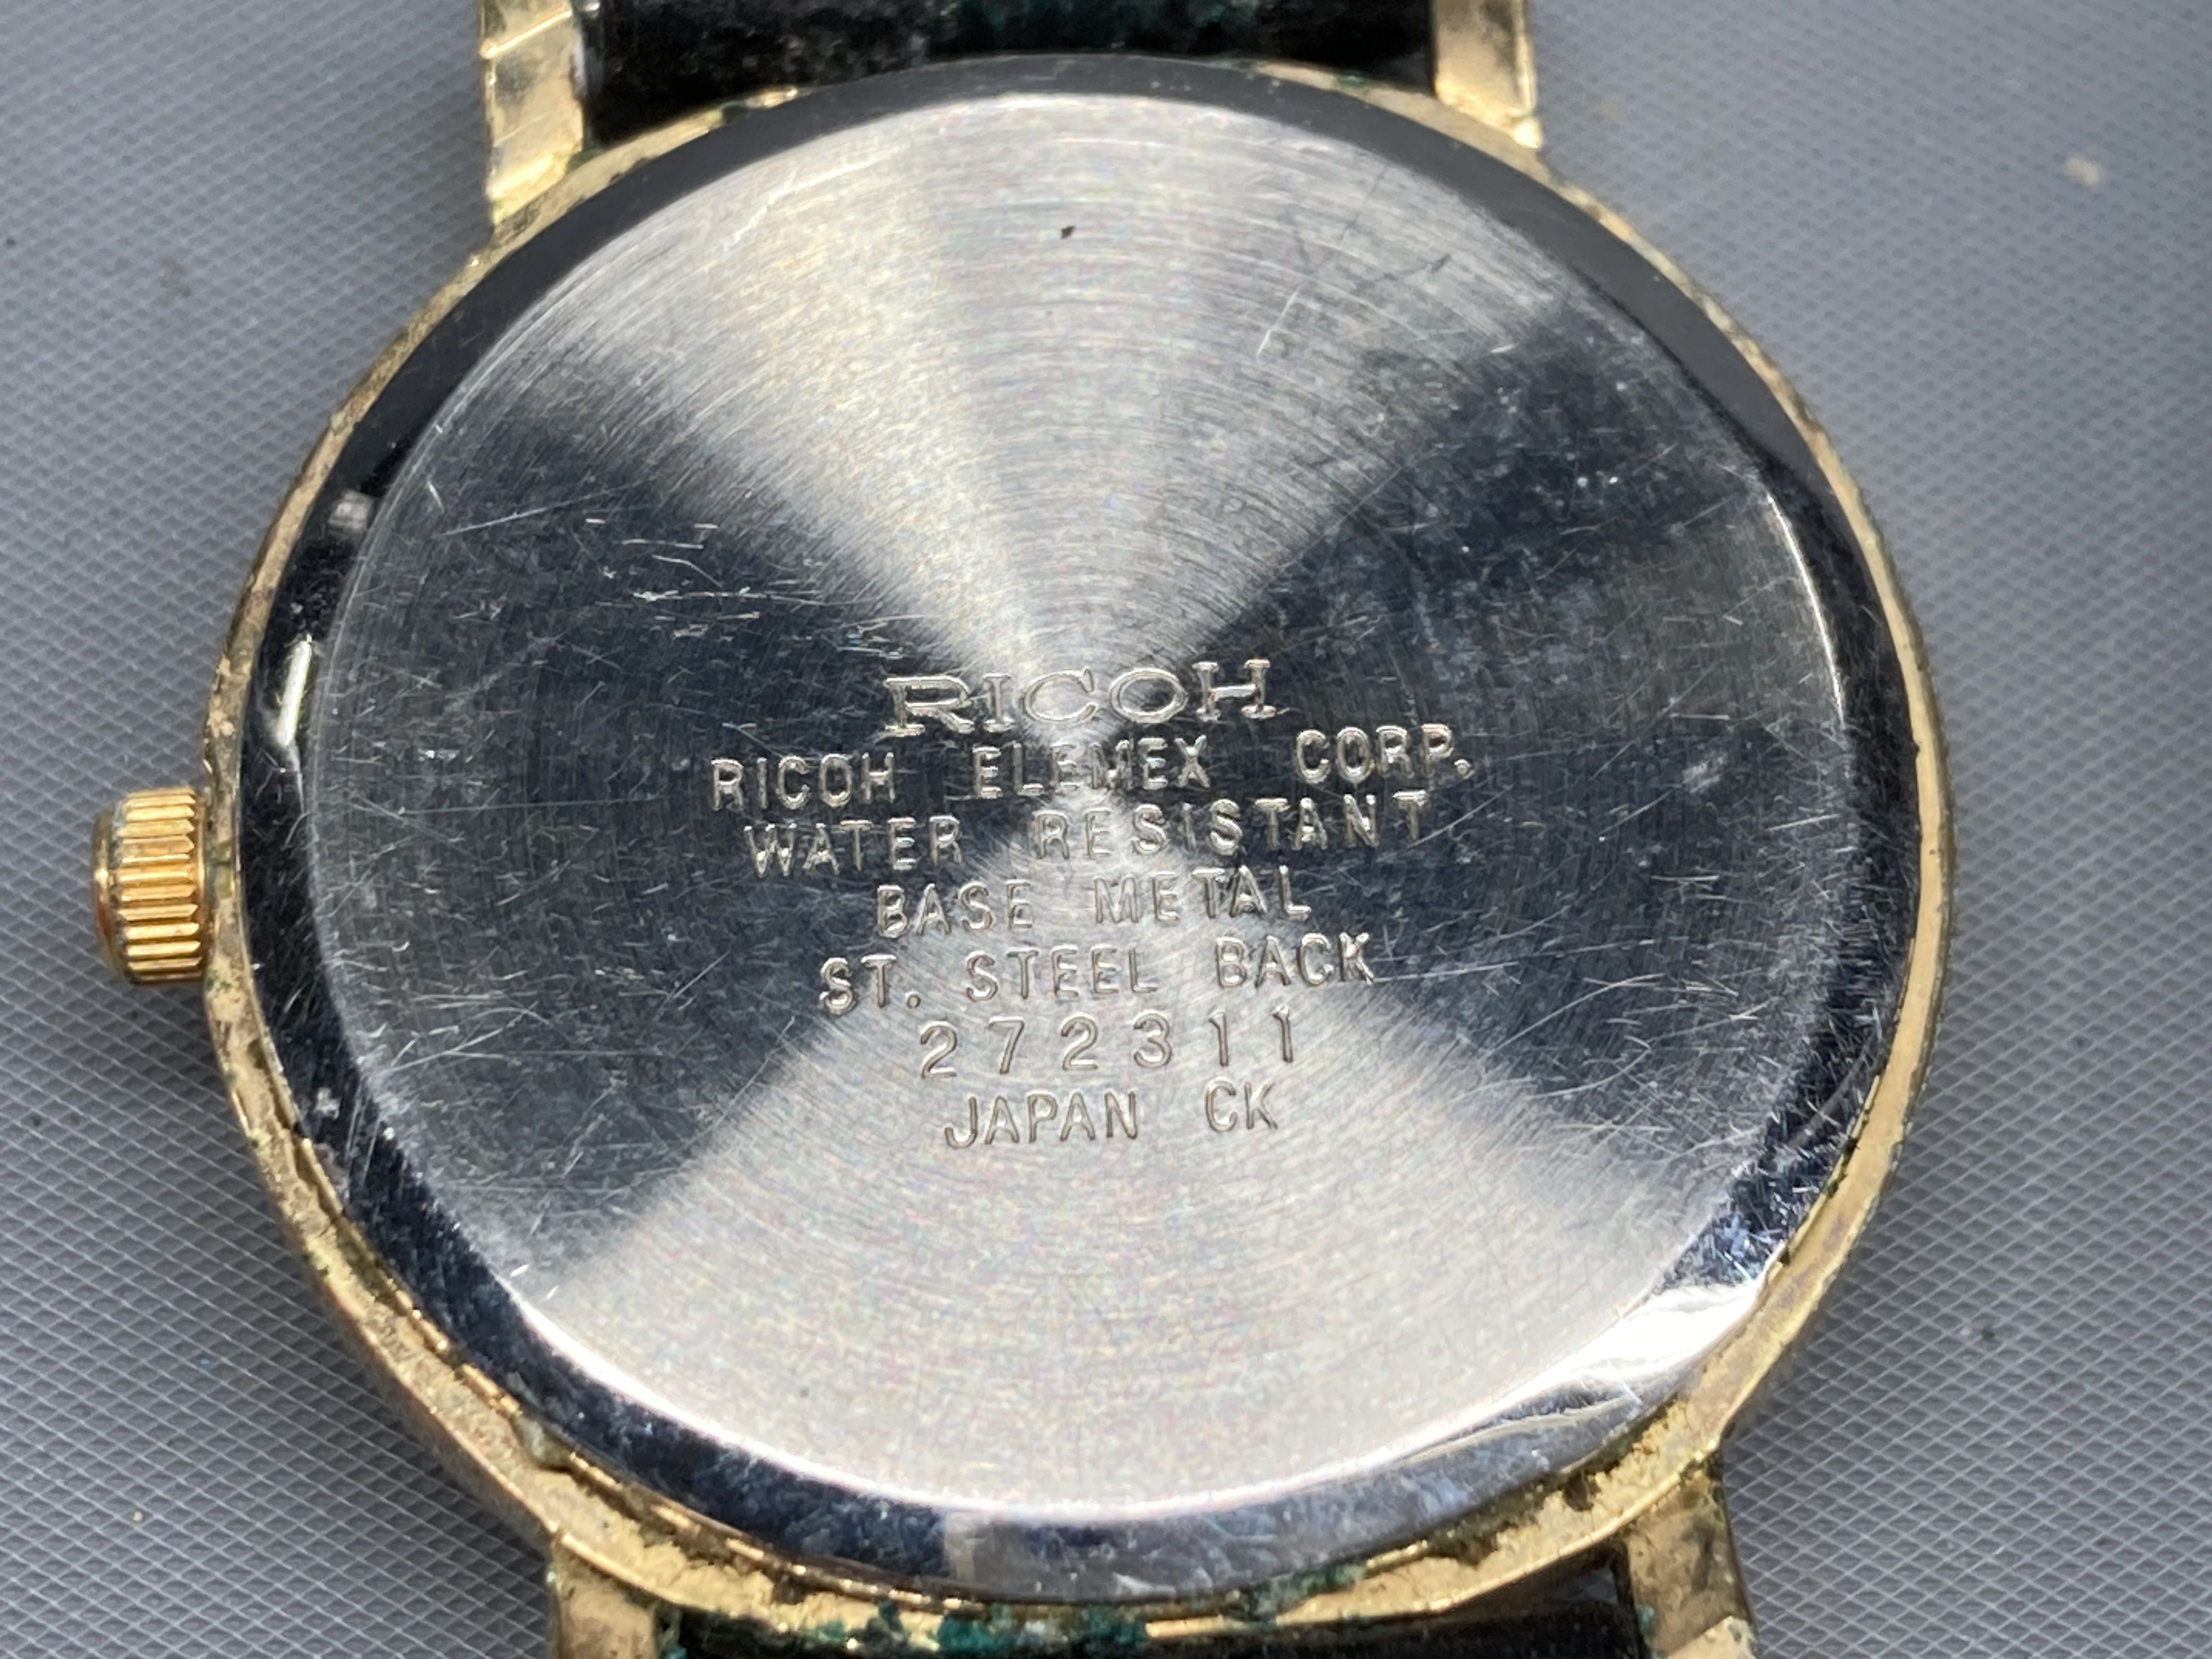 RICOH
RICOH ELEMEX CORP.
WATER RESISTANT
BASE METAL
ST. STEEL BACK
272311
JAPAN CK